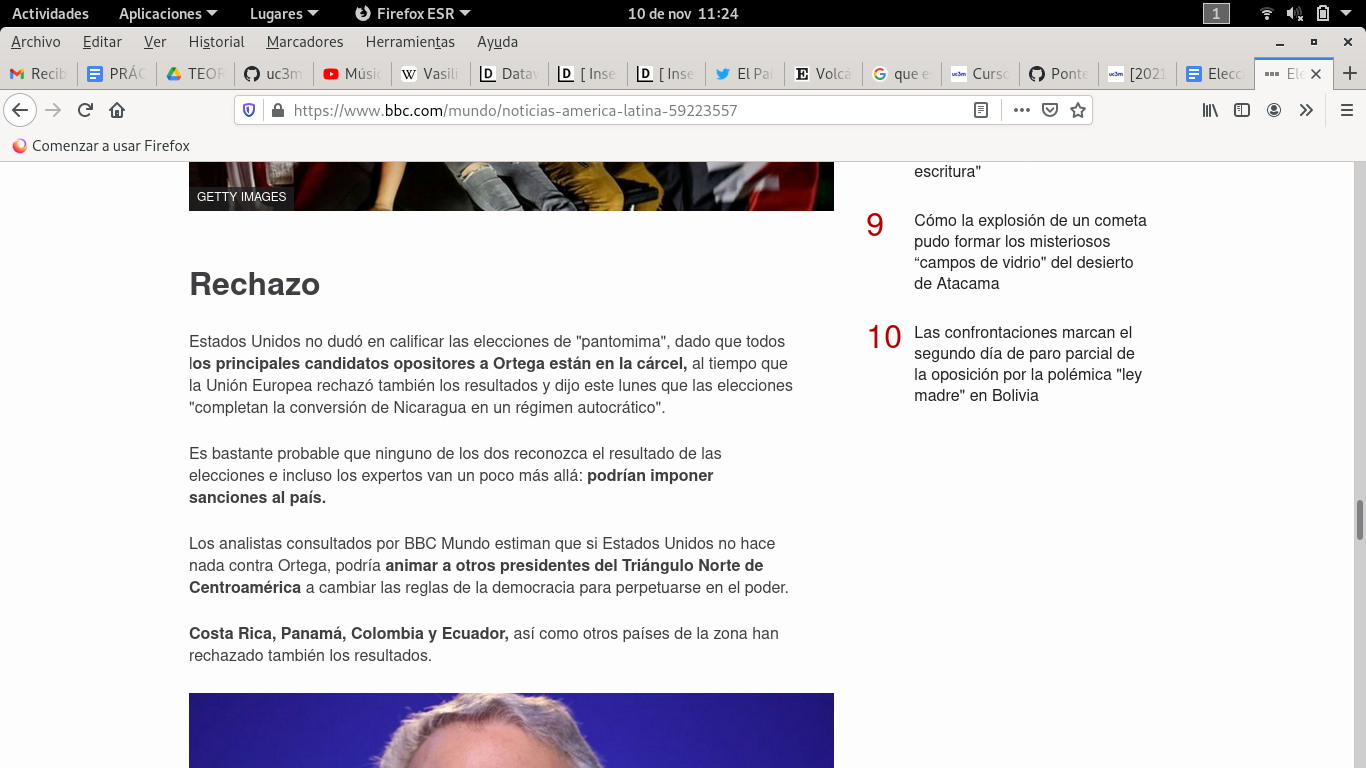 Actividades Aplicaciones Lugares Firefox ESR 10 de nov 11:24 1
Archivo Editar Ver Historial Marcadores Herramientas Ayuda
Recib PRÁC TEOR uc3m Músic Vasili Datav [ Inse [ Inse El Paí Volcá que e Curso Ponte [2021 Elecc Ele
https://www.bbc.com/mundo/noticias-america-latina-59223557
Comenzar a usar Firefox
GETTY IMAGES
Rechazo
Estados Unidos no dudó en calificar las elecciones de "pantomima", dado que todos
los principales candidatos opositores a Ortega están en la cárcel, al tiempo que
la Unión Europea rechazó también los resultados y dijo este lunes que las elecciones
"completan la conversión de Nicaragua en un régimen autocrático".
Es bastante probable que ninguno de los dos reconozca el resultado de las
elecciones e incluso los expertos van un poco más allá: podrían imponer
sanciones al país.
Los analistas consultados por BBC Mundo estiman que si Estados Unidos no hace
nada contra Ortega, podría animar a otros presidentes del Triángulo Norte de
Centroamérica a cambiar las reglas de la democracia para perpetuarse en el poder.
Costa Rica, Panamá, Colombia y Ecuador, así como otros países de la zona han
rechazado también los resultados.
escritura"
9 Cómo la explosión de un cometa
pudo formar los misteriosos
“campos de vidrio" del desierto
de Atacama
10 Las confrontaciones marcan el
segundo día de paro parcial de
la oposición por la polémica "ley
madre" en Bolivia